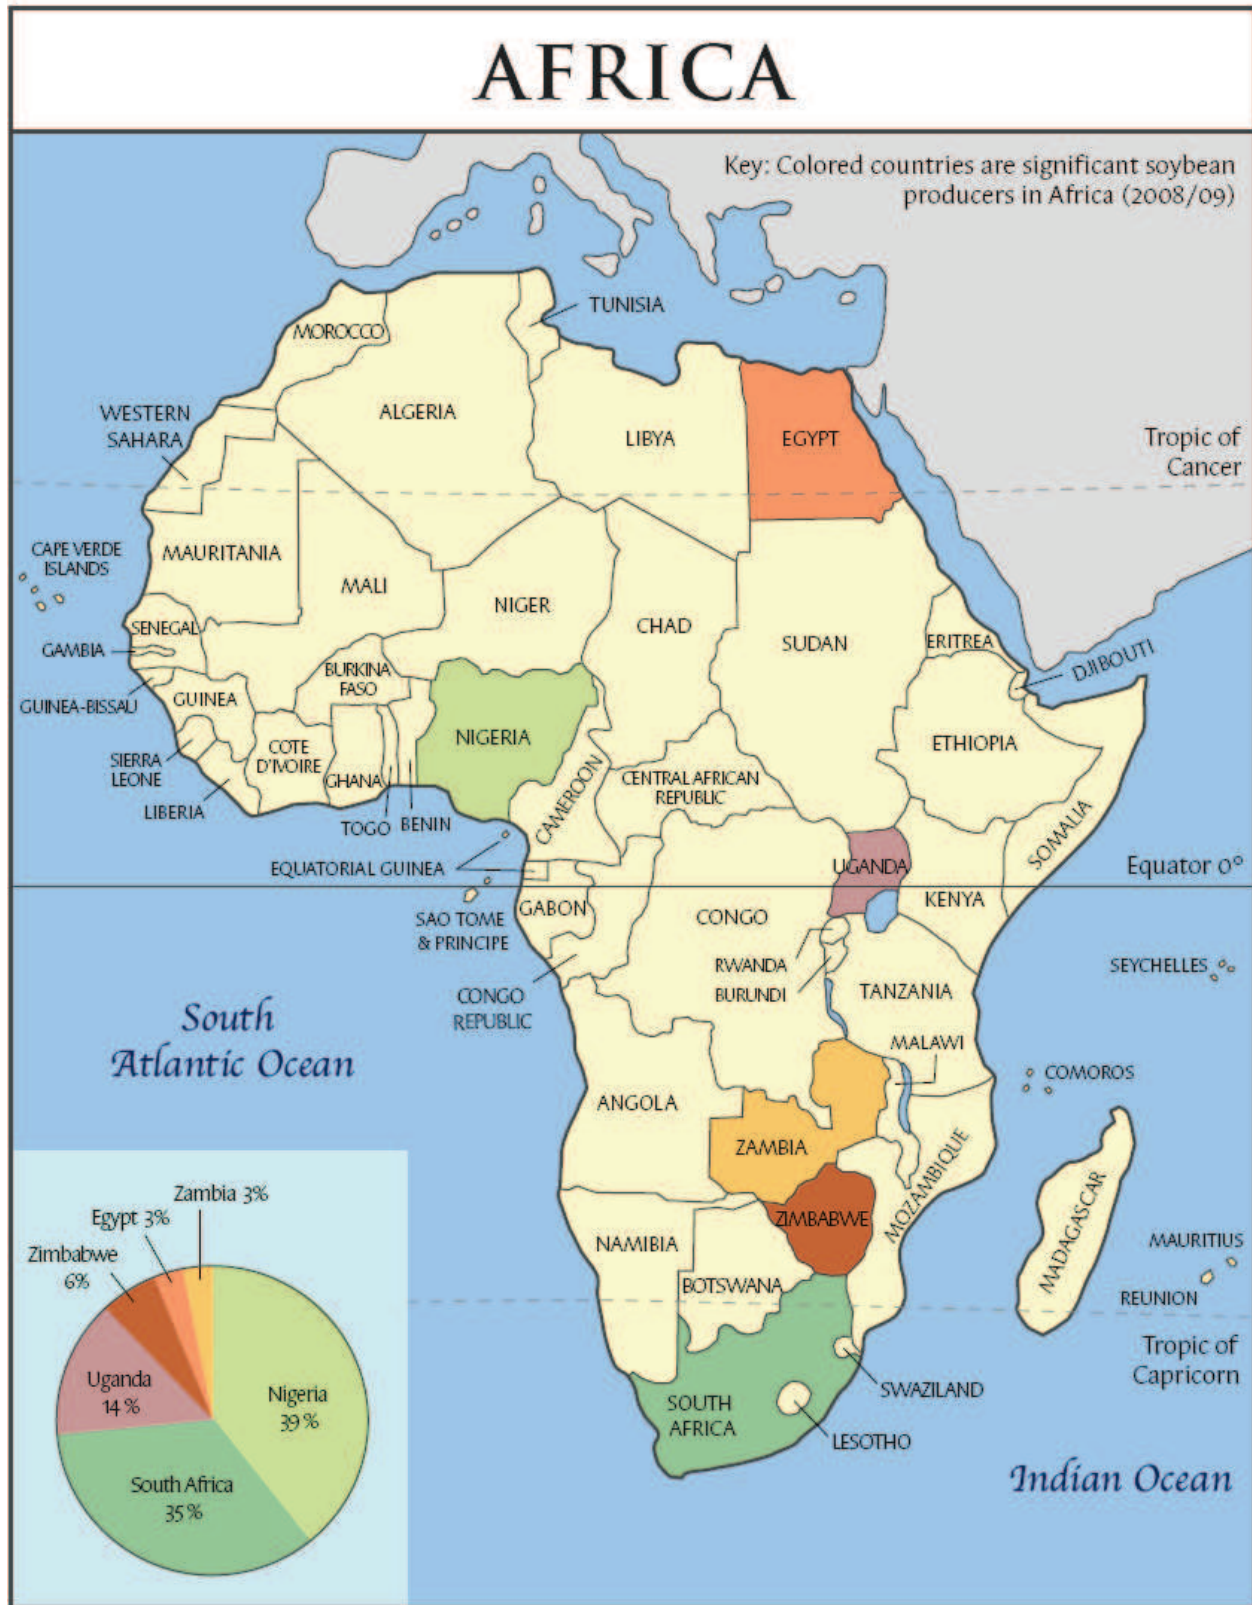 AFRICA
Key: Colored countries are significant soybean
producers in Africa (2008/09)
TUNISIA
MOROCCO
ALGERIA
WESTERN
SAHARA
LIBYA
EGYPT
Tropic of
Cancer
CAPE VERDE
ISLANDS
MAURITANIA
MALI
NIGER
CHAD
SUDAN
ERITREA
DJIBOUTI
SENEGAL
GAMBIA
GUINEA-BISSAU
GUINEA
BURKINA
FASO
NIGERIA
ETHIOPIA
SIERRA
LEONE
COTE
D'IVOIRE
GHANA
LIBERIA
TOGO
BENIN
CAMEROON
CENTRAL AFRICAN
REPUBLIC
SOMALIA
EQUATORIAL GUINEA
UGANDA
Equator 0°
KENYA
GABON
CONGO
SAO TOME
& PRINCIPE
RWANDA
BURUNDI
SEYCHELLES
CONGO
REPUBLIC
TANZANIA
South
Atlantic Ocean
MALAWI
COMOROS
ANGOLA
ZAMBIA
MOZAMBIQUE
ZIMBABWE
MADAGASCAR
NAMIBIA
BOTSWANA
MAURITIUS
REUNION
Tropic of
Capricorn
SWAZILAND
SOUTH
AFRICA
LESOTHO
Indian Ocean
Zambia 3%
Egypt 3%
Zimbabwe
6%
Uganda
14 %
Nigeria
39 %
South Africa
35 %